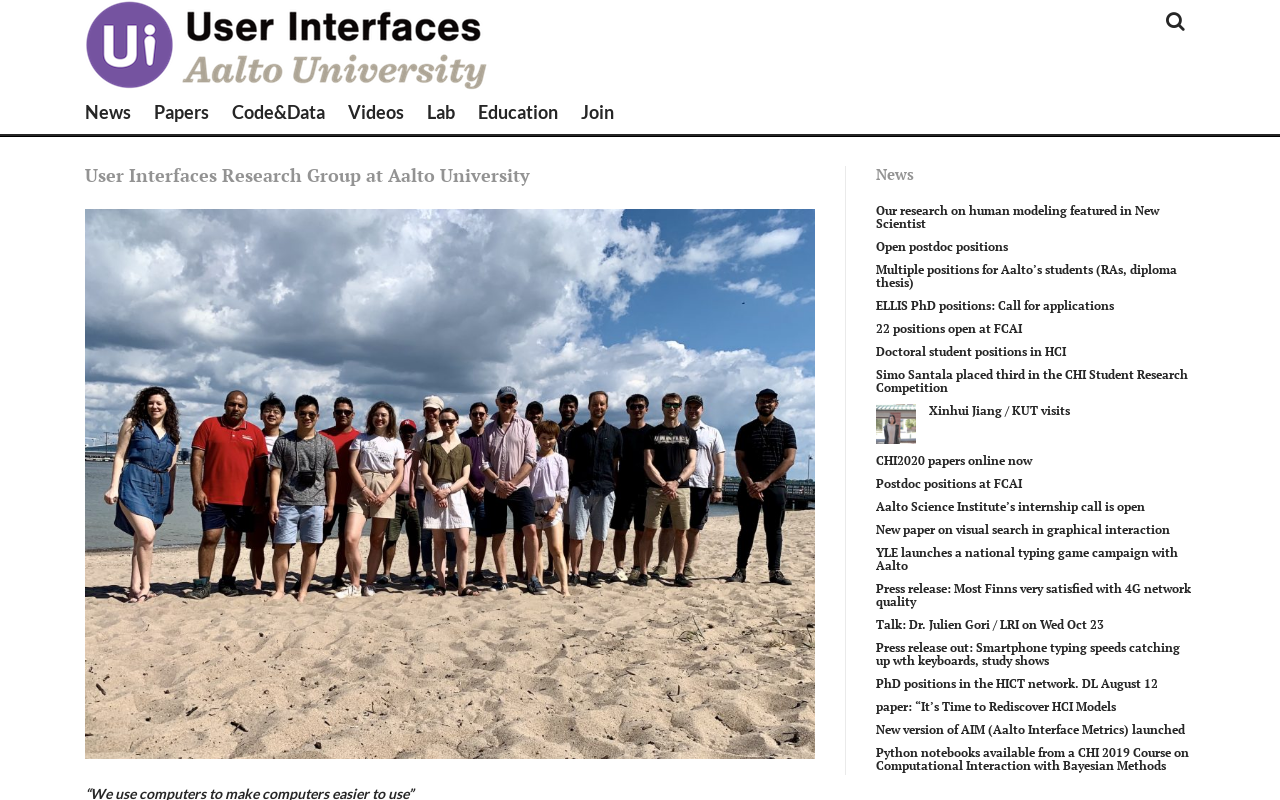 Ui User Interfaces
Aalto University
News Papers Code&Data Videos Lab Education Join
User Interfaces Research Group at Aalto University
“We use computers to make computers easier to use”
News
Our research on human modeling featured in New
Scientist
Open postdoc positions
Multiple positions for Aalto’s students (RAs, diploma
thesis)
ELLIS PhD positions: Call for applications
22 positions open at FCAI
Doctoral student positions in HCI
Simo Santala placed third in the CHI Student Research
Competition
Xinhui Jiang / KUT visits
CHI2020 papers online now
Postdoc positions at FCAI
Aalto Science Institute’s internship call is open
New paper on visual search in graphical interaction
YLE launches a national typing game campaign with
Aalto
Press release: Most Finns very satisfied with 4G network
quality
Talk: Dr. Julien Gori / LRI on Wed Oct 23
Press release out: Smartphone typing speeds catching
up wth keyboards, study shows
PhD positions in the HICT network. DL August 12
paper: “It’s Time to Rediscover HCI Models
New version of AIM (Aalto Interface Metrics) launched
Python notebooks available from a CHI 2019 Course on
Computational Interaction with Bayesian Methods